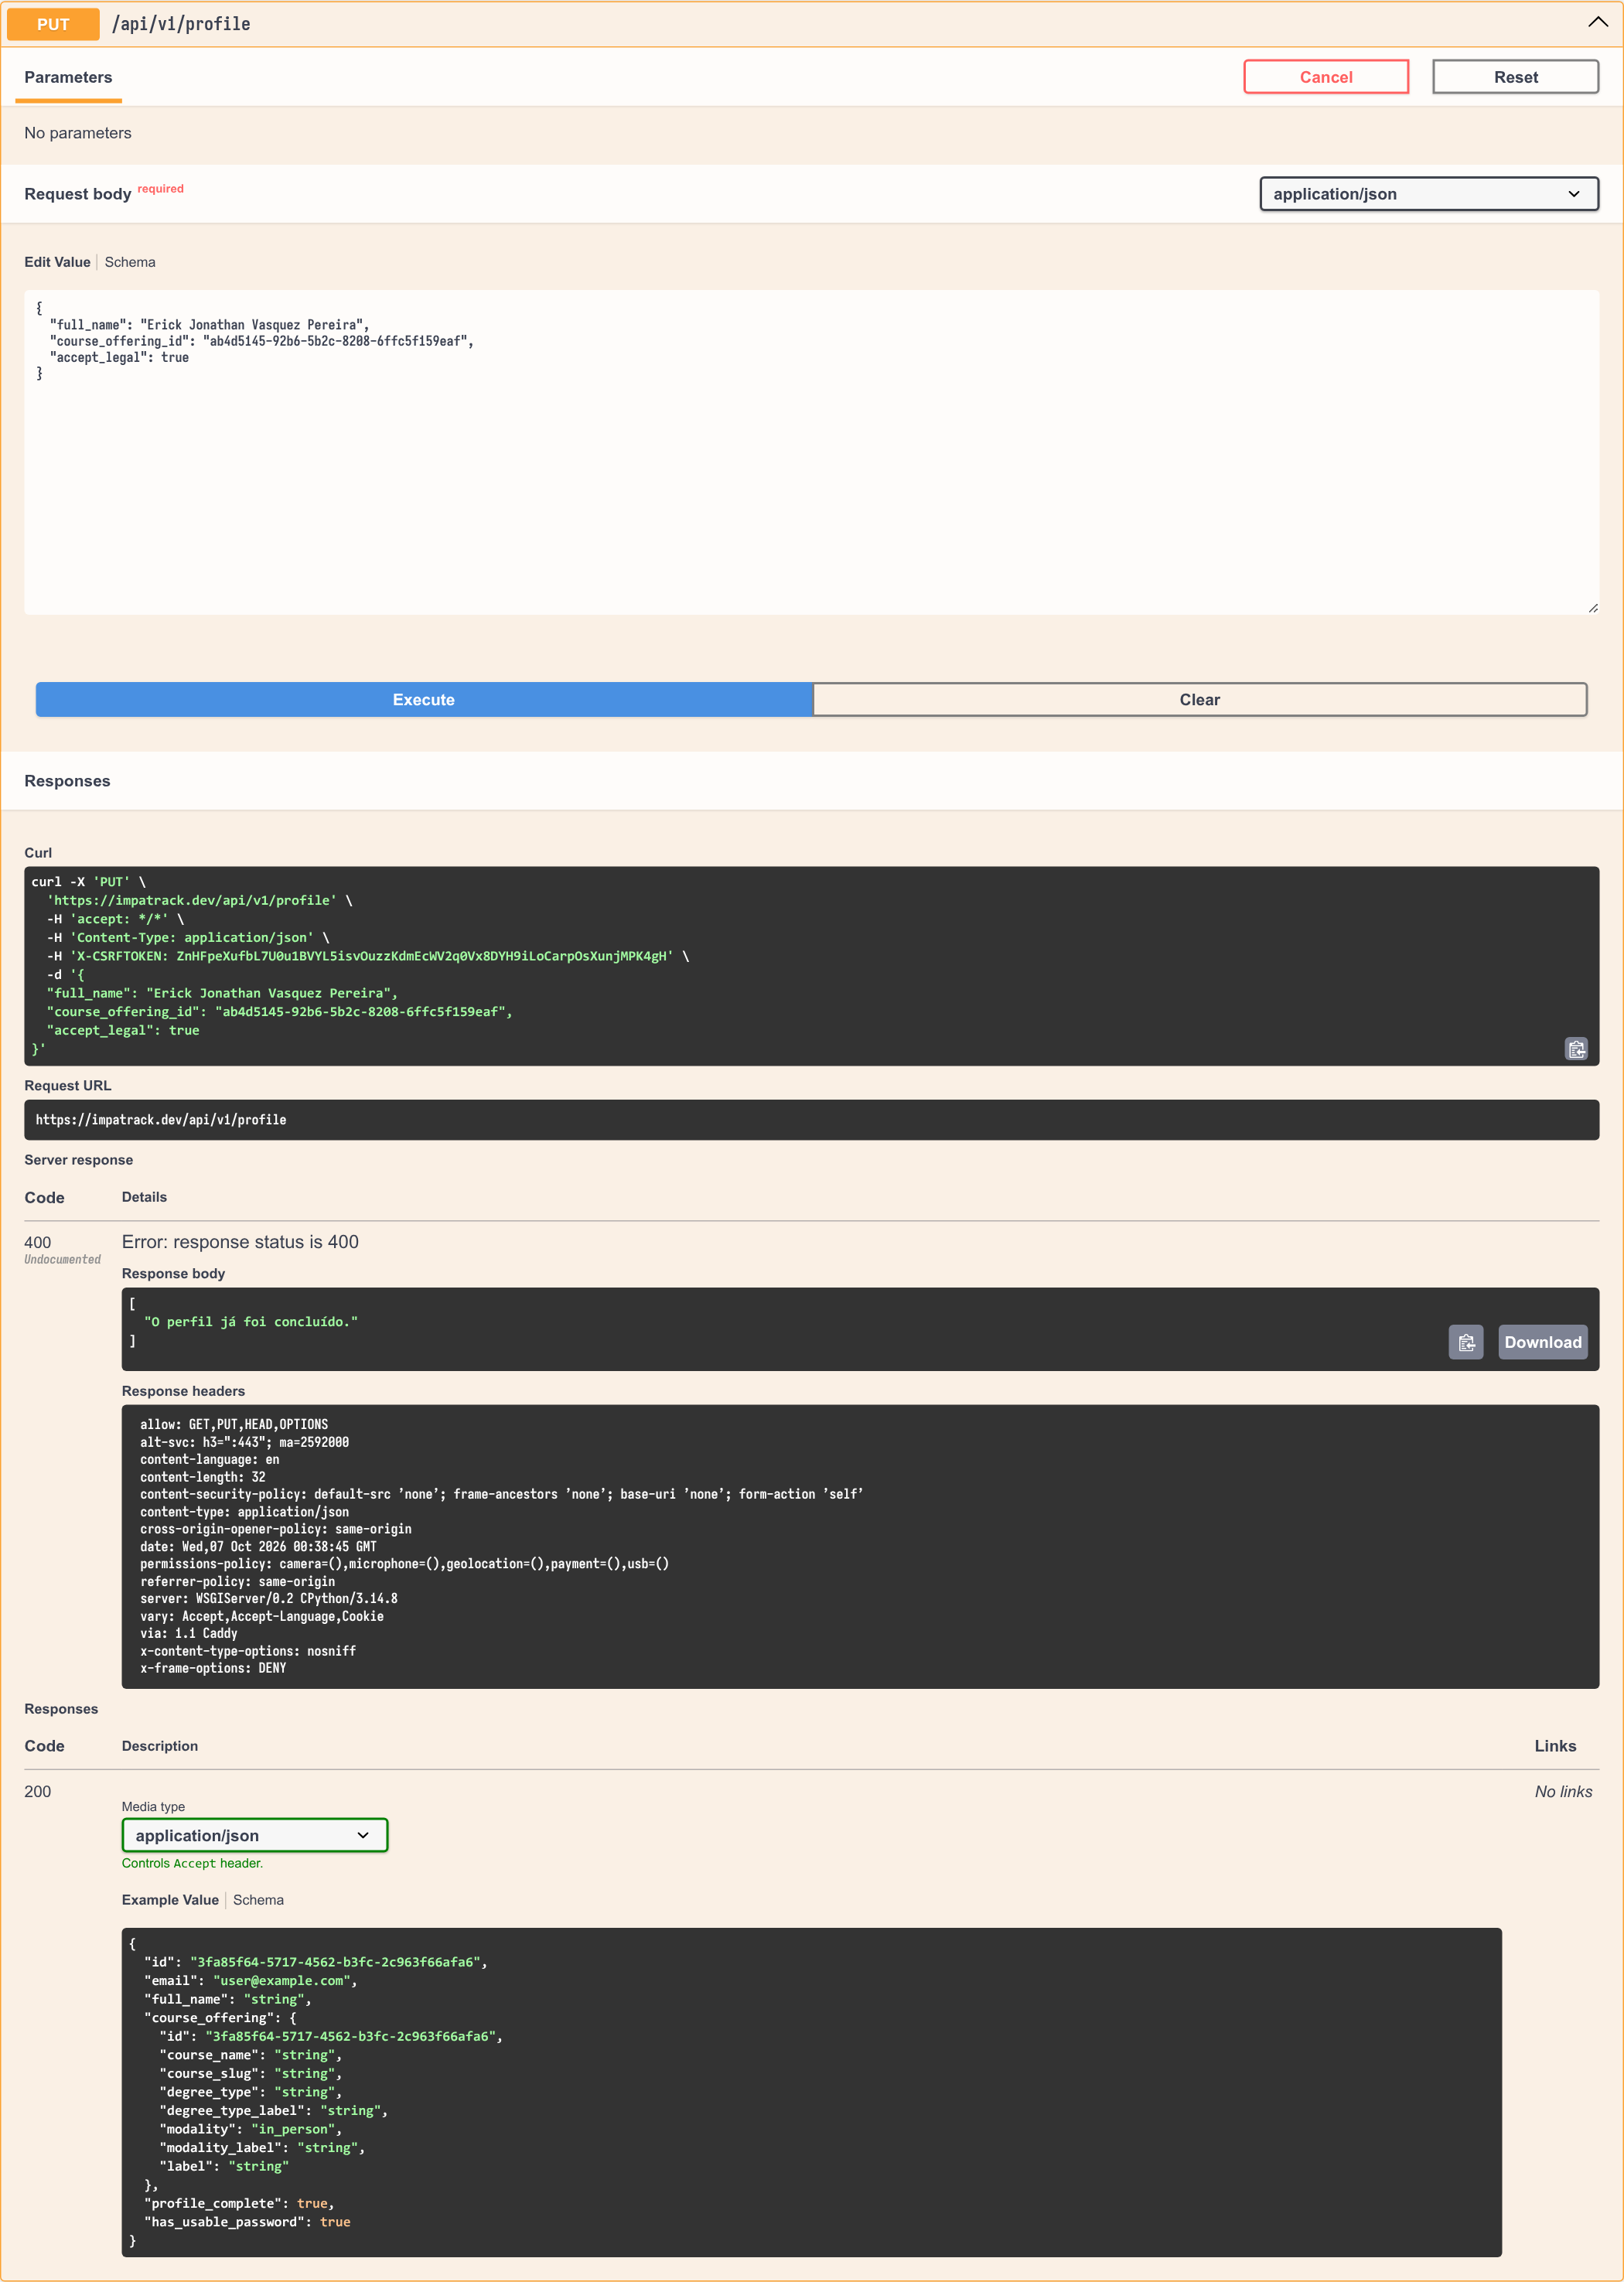 PUT /api/v1/profile
Parameters
Cancel
Reset
No parameters
Request body required
application/json
Edit Value | Schema
{
  "full_name": "Erick Jonathan Vasquez Pereira",
  "course_offering_id": "ab4d5145-92b6-5b2c-8208-6ffc5f159eaf",
  "accept_legal": true
}
Execute
Clear
Responses
Curl
curl -X 'PUT' \
  'https://impatrack.dev/api/v1/profile' \
  -H 'accept: */*' \
  -H 'Content-Type: application/json' \
  -H 'X-CSRFTOKEN: ZnHFpeXufbL7U0u1BVYL5isvOuzzKdmEcWV2q0Vx8DYH9iLoCarpOsXunjMPK4gH' \
  -d '{
  "full_name": "Erick Jonathan Vasquez Pereira",
  "course_offering_id": "ab4d5145-92b6-5b2c-8208-6ffc5f159eaf",
  "accept_legal": true
}'
Request URL
https://impatrack.dev/api/v1/profile
Server response
Code Details
400 Error: response status is 400
Undocumented
Response body
[
  "O perfil já foi concluído."
]
Download
Response headers
allow: GET,PUT,HEAD,OPTIONS
alt-svc: h3=":443"; ma=2592000
content-language: en
content-length: 32
content-security-policy: default-src ’none’; frame-ancestors ’none’; base-uri ’none’; form-action ’self’
content-type: application/json
cross-origin-opener-policy: same-origin
date: Wed,07 Oct 2026 00:38:45 GMT
permissions-policy: camera=(),microphone=(),geolocation=(),payment=(),usb=()
referrer-policy: same-origin
server: WSGIServer/0.2 CPython/3.14.8
vary: Accept,Accept-Language,Cookie
via: 1.1 Caddy
x-content-type-options: nosniff
x-frame-options: DENY
Responses
Code Description Links
200 No links
Media type
application/json
Controls Accept header.
Example Value | Schema
{
  "id": "3fa85f64-5717-4562-b3fc-2c963f66afa6",
  "email": "user@example.com",
  "full_name": "string",
  "course_offering": {
    "id": "3fa85f64-5717-4562-b3fc-2c963f66afa6",
    "course_name": "string",
    "course_slug": "string",
    "degree_type": "string",
    "degree_type_label": "string",
    "modality": "in_person",
    "modality_label": "string",
    "label": "string"
  },
  "profile_complete": true,
  "has_usable_password": true
}